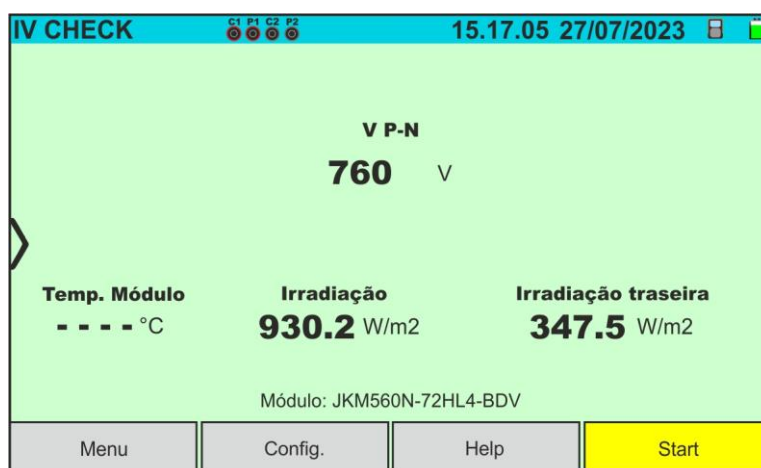 IV CHECK C1 P1 C2 P2 15.17.05 27/07/2023
V P-N
760 V
Temp. Módulo Irradiação Irradiação traseira
- - - - °C 930.2 W/m2 347.5 W/m2
Módulo: JKM560N-72HL4-BDV
Menu Config. Help Start